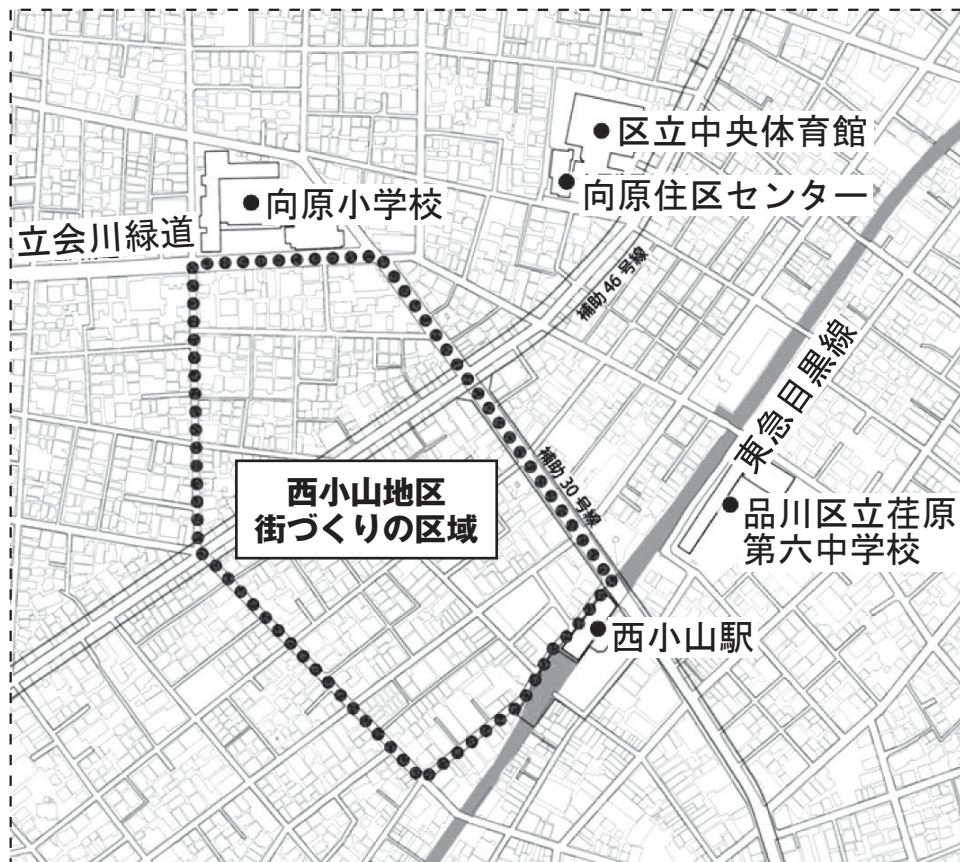 区立中央体育館
向原住区センター
向原小学校
立会川緑道
補助46号線
東急目黒線
補助30号線
西小山地区
街づくりの区域
品川区立荏原
第六中学校
西小山駅